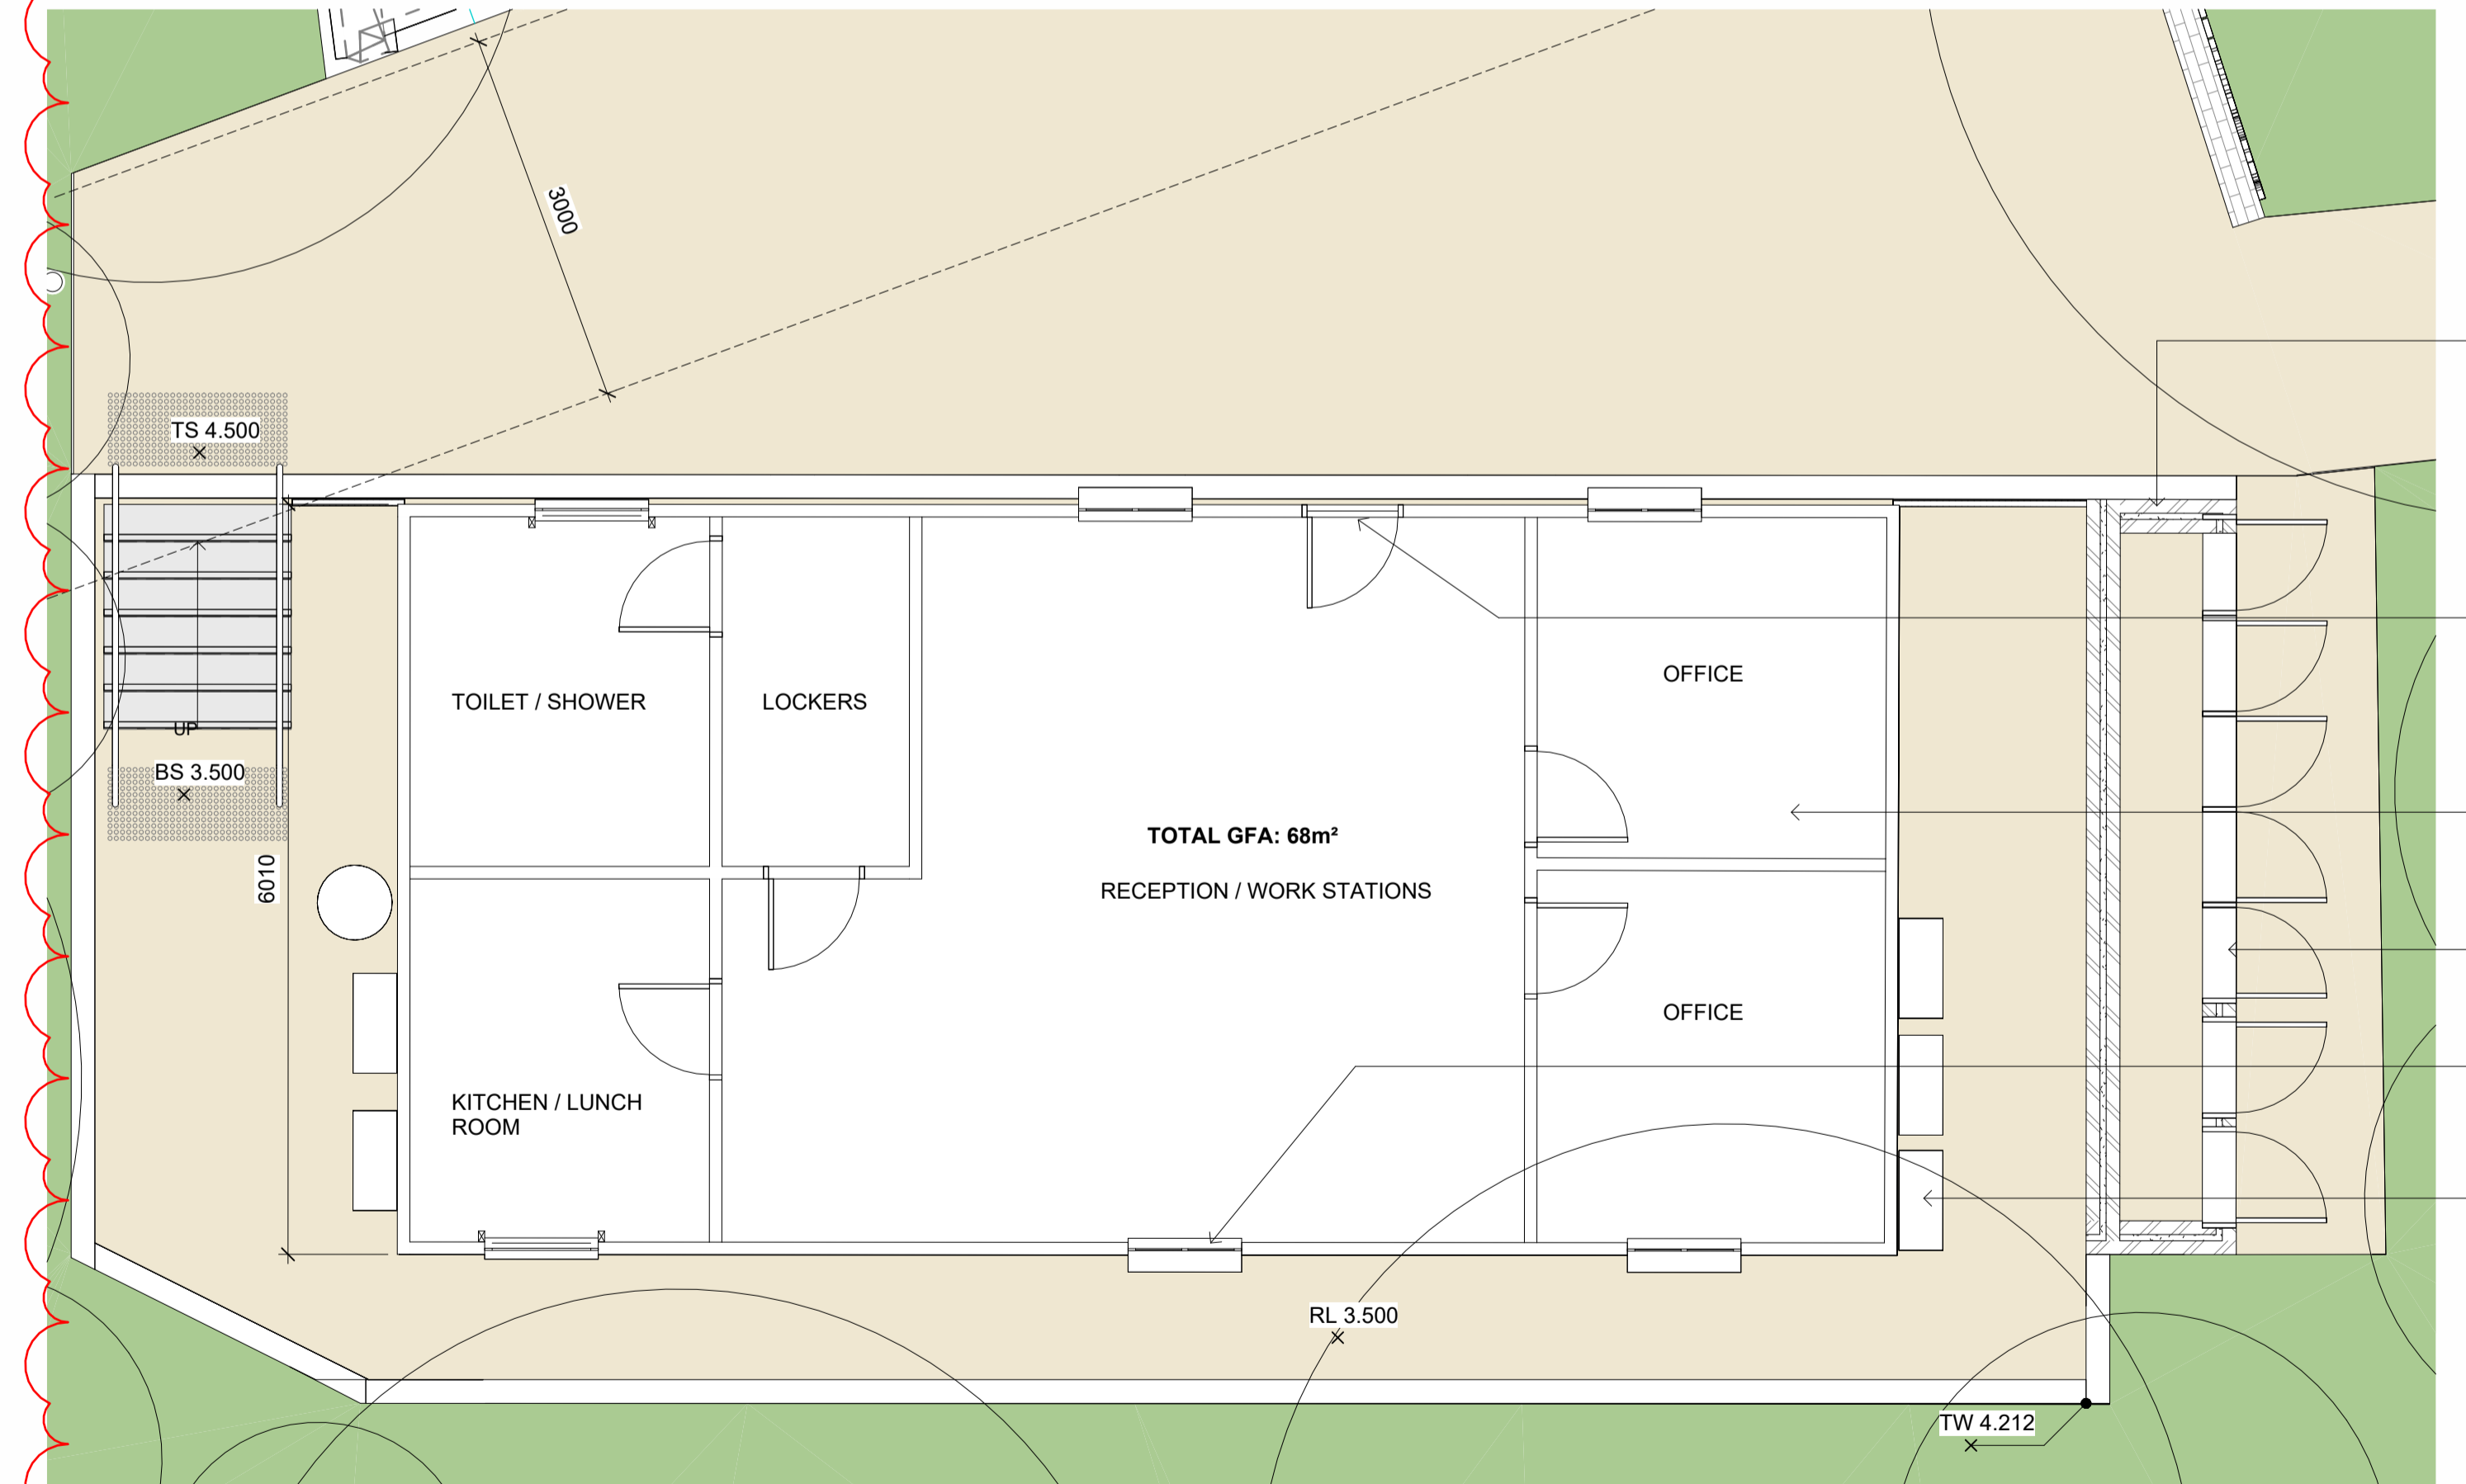 3000
TS 4.500
UP
BS 3.500
6010
TOILET / SHOWER
LOCKERS
OFFICE
TOTAL GFA: 68m²
RECEPTION / WORK STATIONS
OFFICE
KITCHEN / LUNCH
ROOM
RL 3.500
TW 4.212